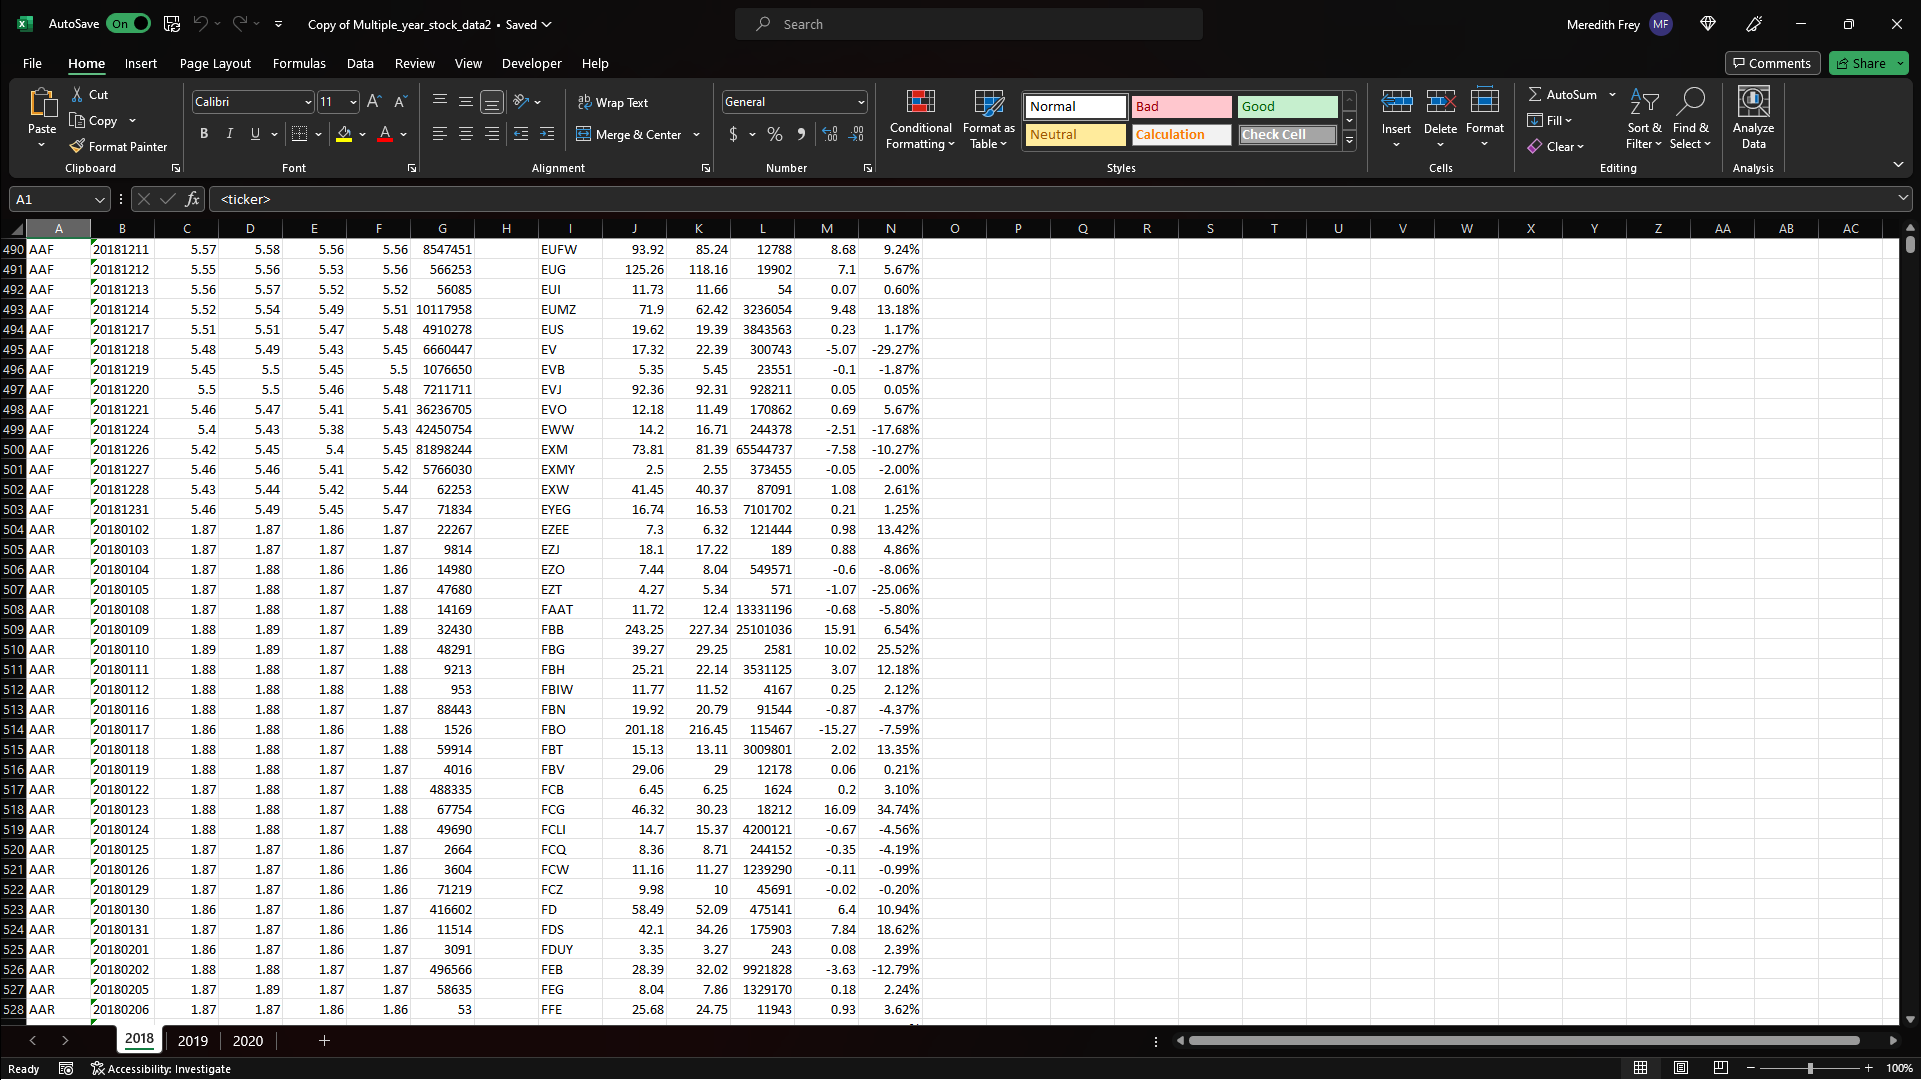 AutoSave On Copy of Multiple_year_stock_data2 • Saved Search Meredith Frey MF
File Home Insert Page Layout Formulas Data Review View Developer Help Comments Share
Paste Cut Copy Format Painter Clipboard
Calibri 11 B I U Font
Wrap Text Merge & Center Alignment
General $ % Number
Conditional Formatting Format as Table Normal Bad Good Neutral Calculation Check Cell Styles
Insert Delete Format Cells
AutoSum Fill Clear Sort & Filter Find & Select Editing
Analyze Data Analysis
A1 fx <ticker>
A B C D E F G H I J K L M N O P Q R S T U V W X Y Z AA AB AC
490 AAF 20181211 5.57 5.58 5.56 5.56 8547451 EUFW 93.92 85.24 12788 8.68 9.24%
491 AAF 20181212 5.55 5.56 5.53 5.56 566253 EUG 125.26 118.16 19902 7.1 5.67%
492 AAF 20181213 5.56 5.57 5.52 5.52 56085 EUI 11.73 11.66 54 0.07 0.60%
493 AAF 20181214 5.52 5.54 5.49 5.51 10117958 EUMZ 71.9 62.42 3236054 9.48 13.18%
494 AAF 20181217 5.51 5.51 5.47 5.48 4910278 EUS 19.62 19.39 3843563 0.23 1.17%
495 AAF 20181218 5.48 5.49 5.43 5.45 6660447 EV 17.32 22.39 300743 -5.07 -29.27%
496 AAF 20181219 5.45 5.5 5.45 5.5 1076650 EVB 5.35 5.45 23551 -0.1 -1.87%
497 AAF 20181220 5.5 5.5 5.46 5.48 7211711 EVJ 92.36 92.31 928211 0.05 0.05%
498 AAF 20181221 5.46 5.47 5.41 5.41 36236705 EVO 12.18 11.49 170862 0.69 5.67%
499 AAF 20181224 5.4 5.43 5.38 5.43 42450754 EWW 14.2 16.71 244378 -2.51 -17.68%
500 AAF 20181226 5.42 5.45 5.4 5.45 81898244 EXM 73.81 81.39 65544737 -7.58 -10.27%
501 AAF 20181227 5.46 5.46 5.41 5.42 5766030 EXMY 2.5 2.55 373455 -0.05 -2.00%
502 AAF 20181228 5.43 5.44 5.42 5.44 62253 EXW 41.45 40.37 87091 1.08 2.61%
503 AAF 20181231 5.46 5.49 5.45 5.47 71834 EYEG 16.74 16.53 7101702 0.21 1.25%
504 AAR 20180102 1.87 1.87 1.86 1.87 22267 EZEE 7.3 6.32 121444 0.98 13.42%
505 AAR 20180103 1.87 1.87 1.87 1.87 9814 EZJ 18.1 17.22 189 0.88 4.86%
506 AAR 20180104 1.87 1.88 1.86 1.86 14980 EZO 7.44 8.04 549571 -0.6 -8.06%
507 AAR 20180105 1.87 1.88 1.87 1.87 47680 EZT 4.27 5.34 571 -1.07 -25.06%
508 AAR 20180108 1.87 1.88 1.87 1.88 14169 FAAT 11.72 12.4 13331196 -0.68 -5.80%
509 AAR 20180109 1.88 1.89 1.87 1.89 32430 FBB 243.25 227.34 25101036 15.91 6.54%
510 AAR 20180110 1.89 1.89 1.87 1.88 48291 FBG 39.27 29.25 2581 10.02 25.52%
511 AAR 20180111 1.88 1.88 1.87 1.88 9213 FBH 25.21 22.14 3531125 3.07 12.18%
512 AAR 20180112 1.88 1.88 1.88 1.88 953 FBIW 11.77 11.52 4167 0.25 2.12%
513 AAR 20180116 1.88 1.88 1.87 1.87 88443 FBN 19.92 20.79 91544 -0.87 -4.37%
514 AAR 20180117 1.86 1.88 1.86 1.88 1526 FBO 201.18 216.45 115467 -15.27 -7.59%
515 AAR 20180118 1.88 1.88 1.87 1.88 59914 FBT 15.13 13.11 3009801 2.02 13.35%
516 AAR 20180119 1.88 1.88 1.87 1.87 4016 FBV 29.06 29 12178 0.06 0.21%
517 AAR 20180122 1.87 1.88 1.87 1.88 488335 FCB 6.45 6.25 1624 0.2 3.10%
518 AAR 20180123 1.88 1.88 1.87 1.88 67754 FCG 46.32 30.23 18212 16.09 34.74%
519 AAR 20180124 1.88 1.88 1.87 1.88 49690 FCLI 14.7 15.37 4200121 -0.67 -4.56%
520 AAR 20180125 1.87 1.87 1.86 1.87 2664 FCQ 8.36 8.71 244152 -0.35 -4.19%
521 AAR 20180126 1.87 1.87 1.86 1.86 3604 FCW 11.16 11.27 1239290 -0.11 -0.99%
522 AAR 20180129 1.87 1.87 1.86 1.86 71219 FCZ 9.98 10 45691 -0.02 -0.20%
523 AAR 20180130 1.86 1.87 1.86 1.87 416602 FD 58.49 52.09 475141 6.4 10.94%
524 AAR 20180131 1.87 1.87 1.86 1.86 11514 FDS 42.1 34.26 175903 7.84 18.62%
525 AAR 20180201 1.86 1.87 1.86 1.87 3091 FDUY 3.35 3.27 243 0.08 2.39%
526 AAR 20180202 1.88 1.88 1.87 1.87 496566 FEB 28.39 32.02 9921828 -3.63 -12.79%
527 AAR 20180205 1.87 1.89 1.87 1.87 58635 FEG 8.04 7.86 1329170 0.18 2.24%
528 AAR 20180206 1.87 1.87 1.86 1.86 53 FFE 25.68 24.75 11943 0.93 3.62%
2018 2019 2020
Ready Accessibility: Investigate 100%